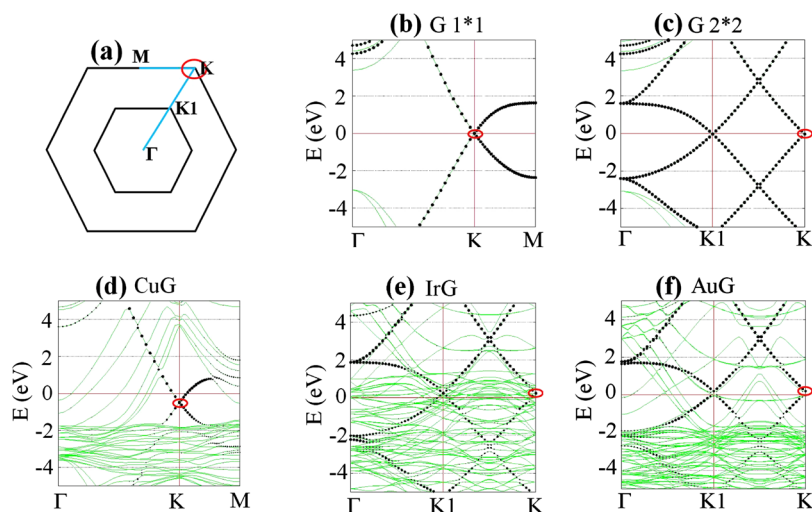 (a)
M
K
K1
Γ
(b) G 1*1
E (eV)
4
2
0
-2
-4
Γ K M
(c) G 2*2
E (eV)
4
2
0
-2
-4
Γ K1 K
(d) CuG
E (eV)
4
2
0
-2
-4
Γ K M
(e) IrG
E (eV)
4
2
0
-2
-4
Γ K1 K
(f) AuG
E (eV)
4
2
0
-2
-4
Γ K1 K